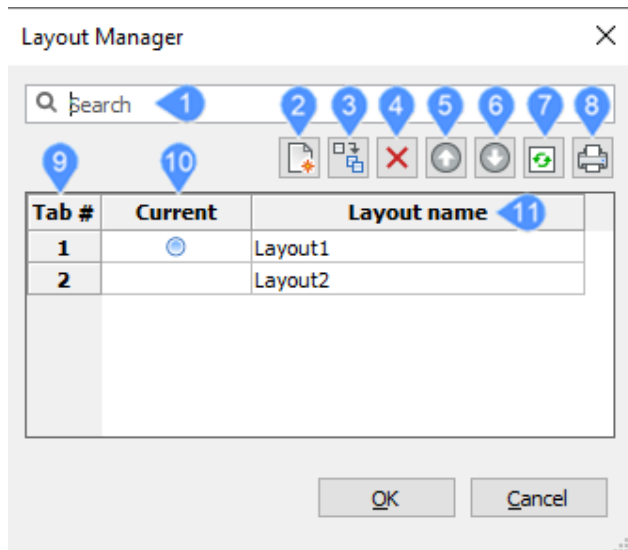 Layout Manager
Search 1
2 3 4 5 6 7 8
9 10
Tab # Current Layout name 11
1 Layout1
2 Layout2
OK Cancel